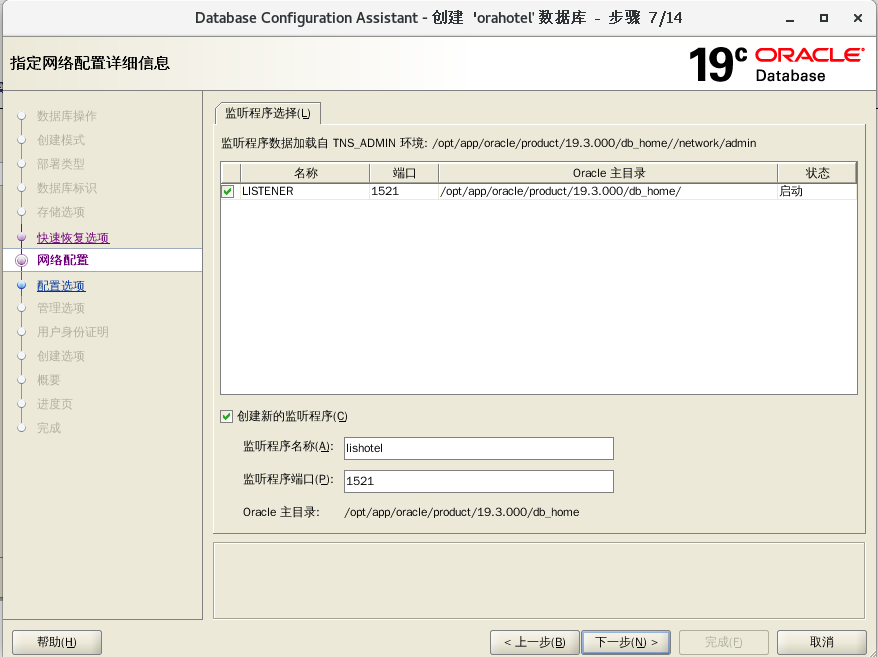 Database Configuration Assistant - 创建 'orahotel' 数据库 - 步骤 7/14
指定网络配置详细信息
19c ORACLE Database
数据库操作
创建模式
部署类型
数据库标识
存储选项
快速恢复选项
网络配置
配置选项
管理选项
用户身份证明
创建选项
概要
进度页
完成
监听程序选择(L)
监听程序数据加载自 TNS_ADMIN 环境: /opt/app/oracle/product/19.3.000/db_home//network/admin
名称 端口 Oracle 主目录 状态
LISTENER 1521 /opt/app/oracle/product/19.3.000/db_home/ 启动
创建新的监听程序(C)
监听程序名称(A): lishotel
监听程序端口(P): 1521
Oracle 主目录: /opt/app/oracle/product/19.3.000/db_home
帮助(H) < 上一步(B) 下一步(N) > 完成(F) 取消